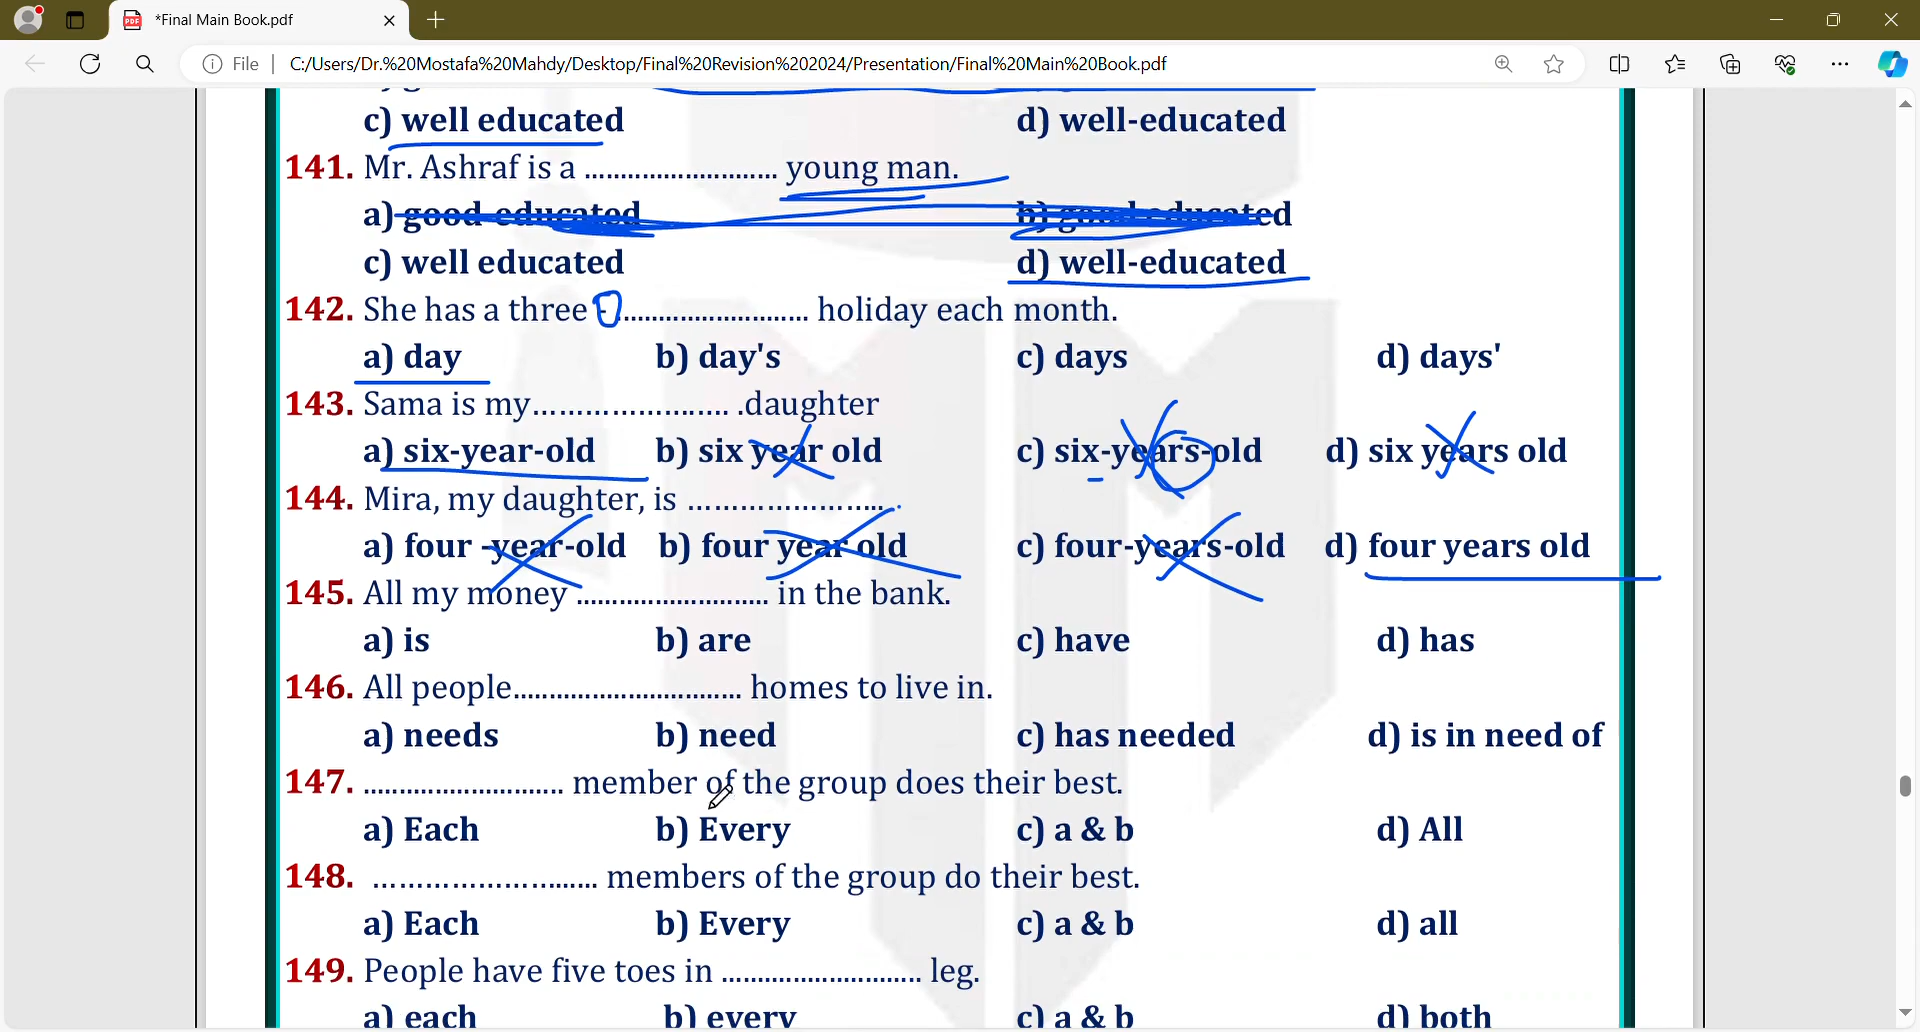 *Final Main Book.pdf
File | C:/Users/Dr.%20Mostafa%20Mahdy/Desktop/Final%20Revision%202024/Presentation/Final%20Main%20Book.pdf
c) well educated d) well-educated
141. Mr. Ashraf is a ........................... young man.
a) good-educated b) good educated
c) well educated d) well-educated
142. She has a three -.......................... holiday each month.
a) day b) day's c) days d) days'
143. Sama is my........................ .daughter
a) six-year-old b) six year old c) six-years-old d) six years old
144. Mira, my daughter, is ........................
a) four -year-old b) four year old c) four-years-old d) four years old
145. All my money ........................... in the bank.
a) is b) are c) have d) has
146. All people................................ homes to live in.
a) needs b) need c) has needed d) is in need of
147. ............................ member of the group does their best.
a) Each b) Every c) a & b d) All
148. ............................ members of the group do their best.
a) Each b) Every c) a & b d) all
149. People have five toes in ............................ leg.
a) each b) every c) a & b d) both